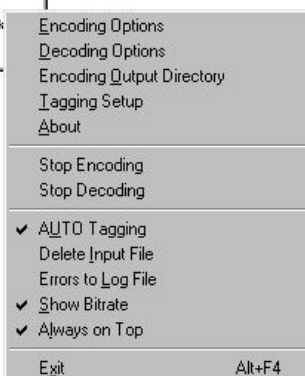 Encoding Options
Decoding Options
Encoding Output Directory
Tagging Setup
About
Stop Encoding
Stop Decoding
AUTO Tagging
Delete Input File
Errors to Log File
Show Bitrate
Always on Top
Exit Alt+F4